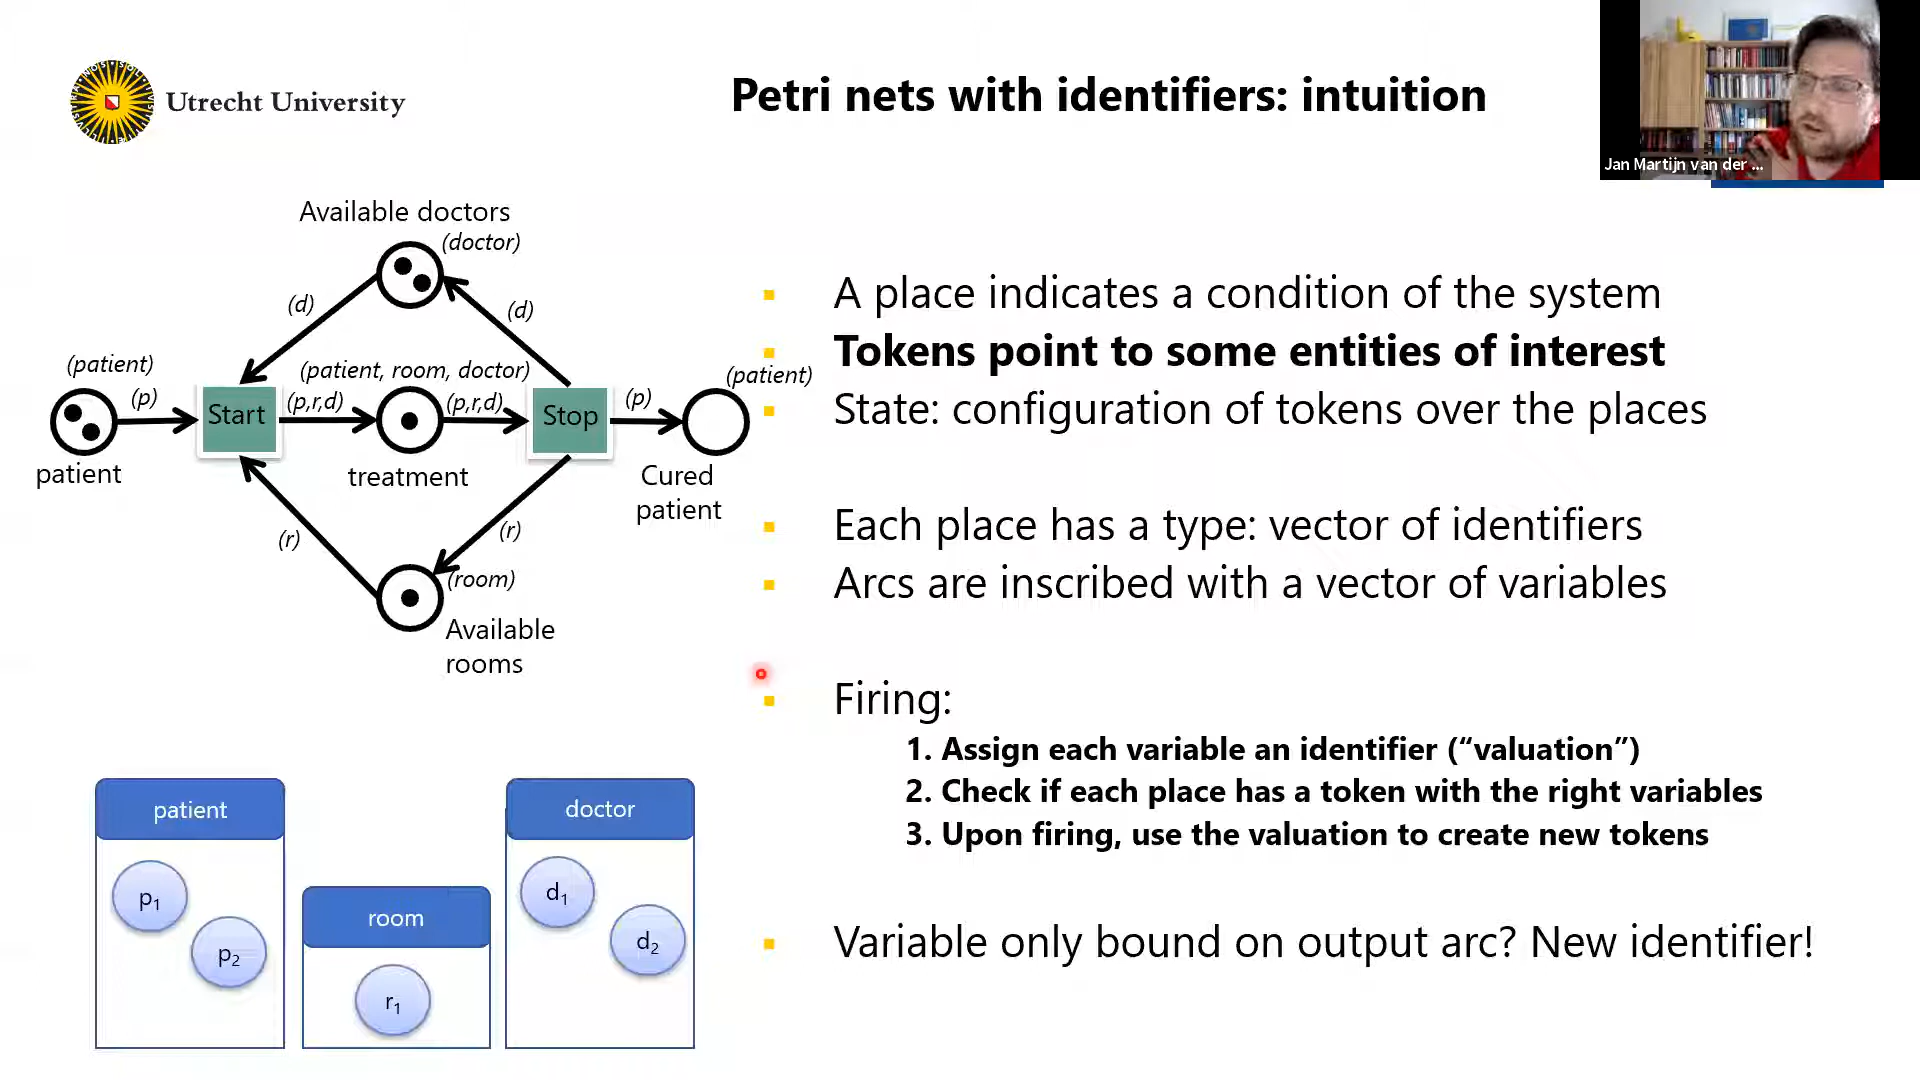 Utrecht University
Petri nets with identifiers: intuition
Jan Martijn van der ...
Available doctors
(doctor)
(d)
(d)
(patient)
(p)
Start
(patient, room, doctor)
(p,r,d)
(p,r,d)
Stop
(p)
(patient)
patient
treatment
Cured
patient
(r)
(r)
(room)
Available
rooms
patient
p1
p2
room
r1
doctor
d1
d2
A place indicates a condition of the system
Tokens point to some entities of interest
State: configuration of tokens over the places
Each place has a type: vector of identifiers
Arcs are inscribed with a vector of variables
Firing:
1. Assign each variable an identifier (“valuation”)
2. Check if each place has a token with the right variables
3. Upon firing, use the valuation to create new tokens
Variable only bound on output arc? New identifier!